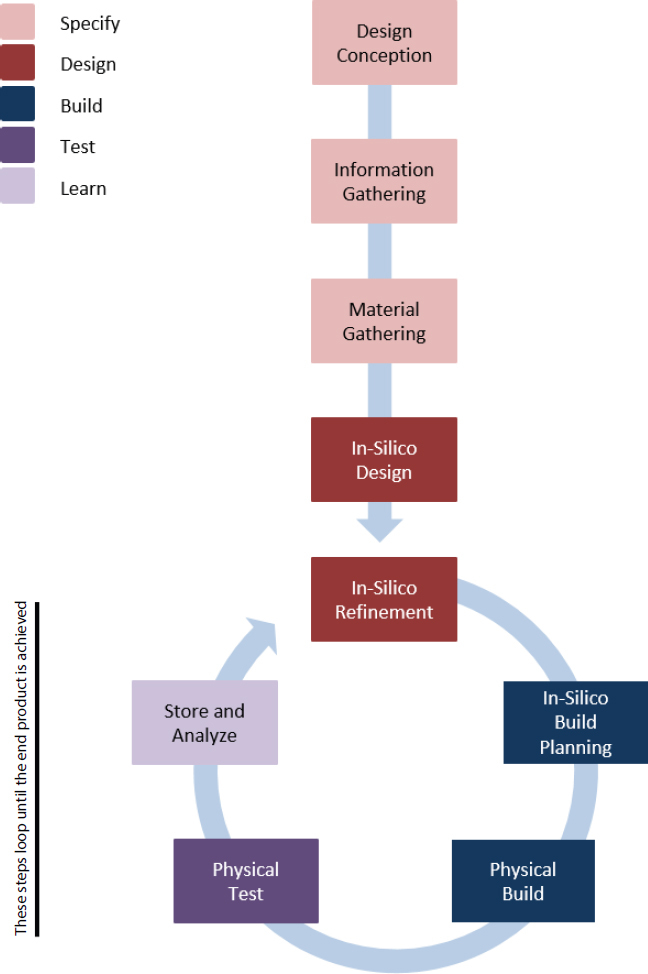 Specify
Design
Build
Test
Learn
Design
Conception
Information
Gathering
Material
Gathering
In-Silico
Design
In-Silico
Refinement
In-Silico
Build
Planning
Physical
Build
Physical
Test
Store and
Analyze
These steps loop until the end product is achieved